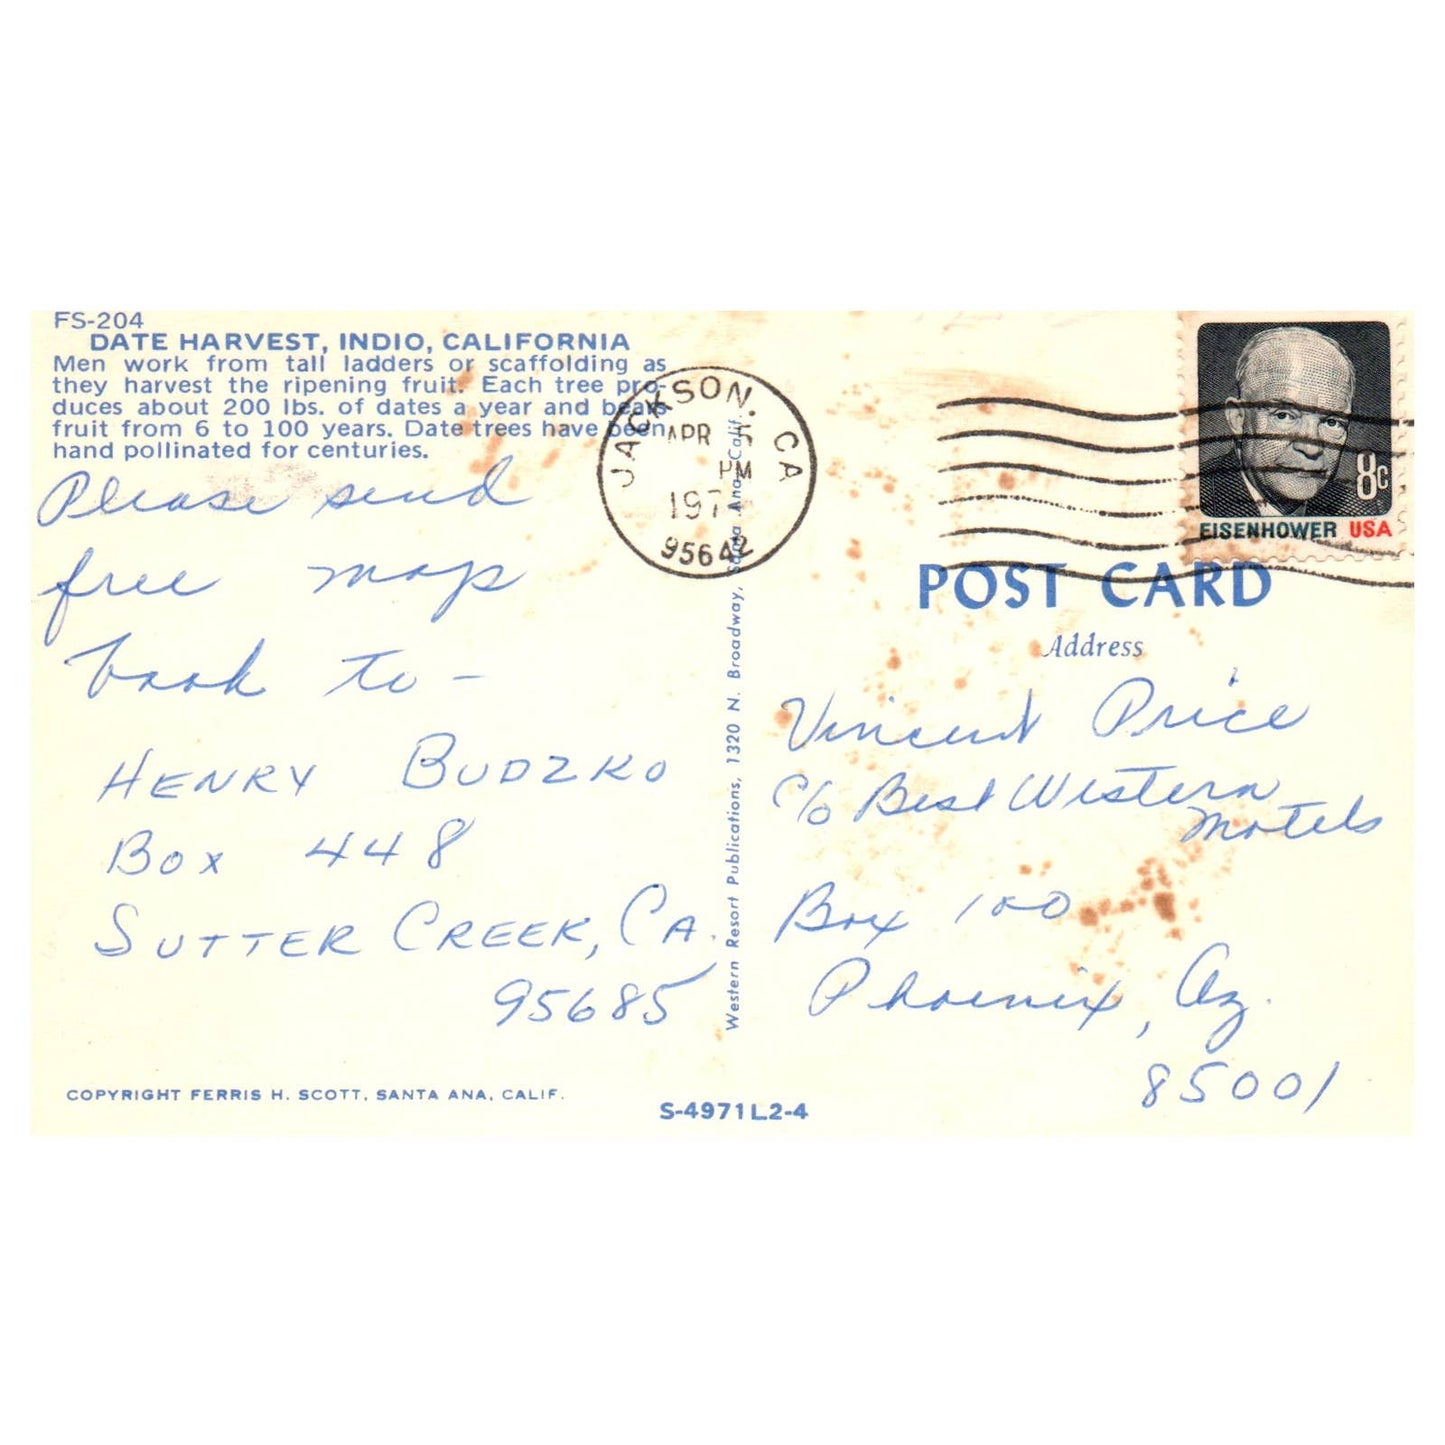 FS-204
DATE HARVEST, INDIO, CALIFORNIA
Men work from tall ladders or scaffolding as
they harvest the ripening fruit. Each tree pro-
duces about 200 lbs. of dates a year and bears
fruit from 6 to 100 years. Date trees have been
hand pollinated for centuries.
Please send
free map
book to -
HENRY BUDZKO
Box 448
SUTTER CREEK, CA.
95685
COPYRIGHT FERRIS H. SCOTT, SANTA ANA, CALIF.
JACKSON, CA
APR 5
PM
197
95642
Western Resort Publications, 1320 N. Broadway, Santa Ana, Calif.
S-4971L2-4
8c
EISENHOWER USA
POST CARD
Address
Vincent Price
c/o Best Western
Motels
Box 100
Phoenix, Az.
85001